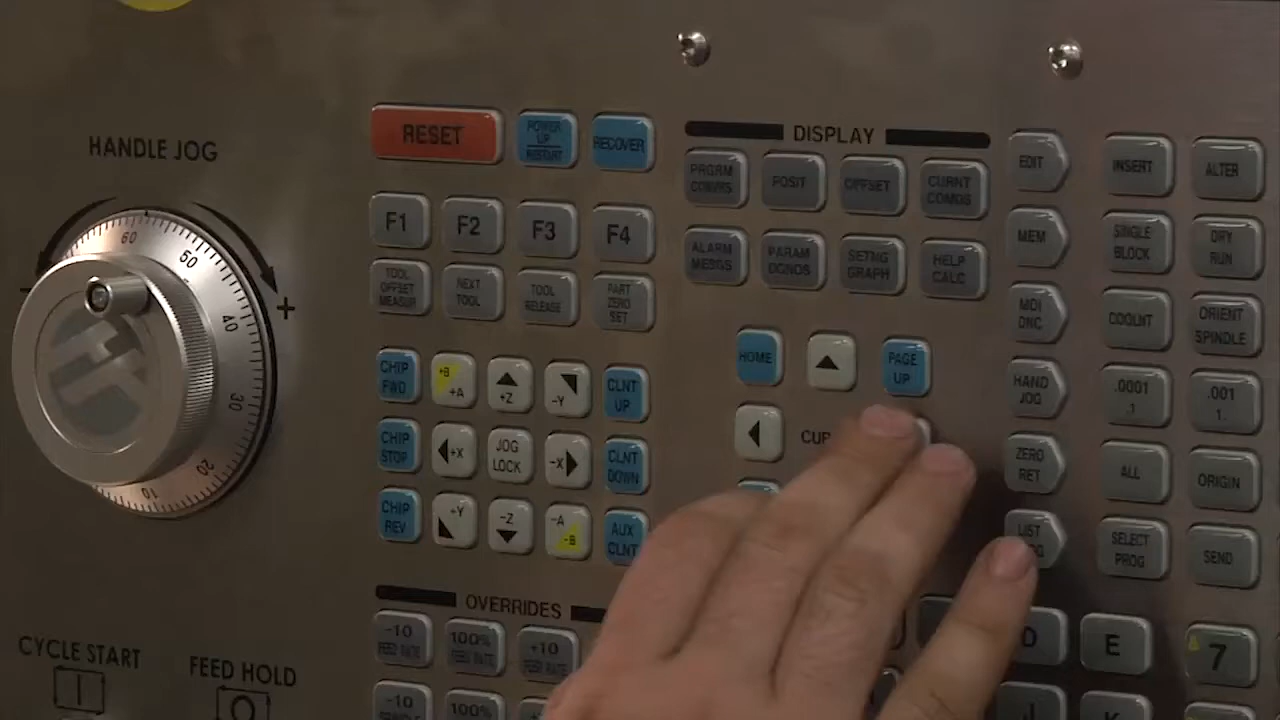 HANDLE JOG
60
50
40
30
20
10
+
-
CYCLE START
FEED HOLD
RESET
POWER
UP
RESTART
RECOVER
F1
F2
F3
F4
TOOL
OFFSET
MEASUR
NEXT
TOOL
TOOL
RELEASE
PART
ZERO
SET
CHIP
FWD
+B
+A
+Z
-Y
CLNT
UP
CHIP
STOP
+X
JOG
LOCK
-X
CLNT
DOWN
CHIP
REV
+Y
-Z
-A
-B
AUX
CLNT
OVERRIDES
-10
FEED RATE
100%
FEED RATE
+10
FEED RATE
-10
100%
DISPLAY
PRGRM
CONVRS
POSIT
OFFSET
CURNT
COMDS
ALARM
MESGS
PARAM
DGNOS
SETNG
GRAPH
HELP
CALC
HOME
PAGE
UP
EDIT
INSERT
ALTER
MEM
SINGLE
BLOCK
DRY
RUN
MDI
DNC
COOLNT
ORIENT
SPINDLE
HAND
JOG
.0001
.1
.001
1.
ZERO
RET
ALL
ORIGIN
LIST
SELECT
PROG
SEND
D
E
7